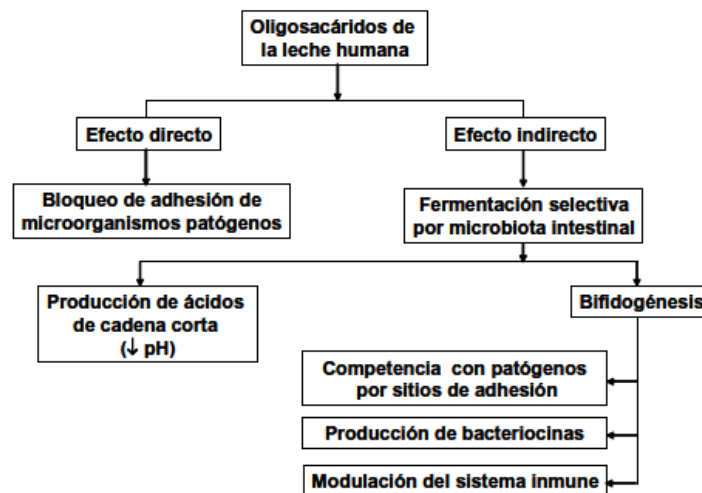 Oligosacáridos de
la leche humana
Efecto directo
Efecto indirecto
Bloqueo de adhesión de
microorganismos patógenos
Fermentación selectiva
por microbiota intestinal
Producción de ácidos
de cadena corta
(↓ pH)
Bifidogénesis
Competencia con patógenos
por sitios de adhesión
Producción de bacteriocinas
Modulación del sistema inmune